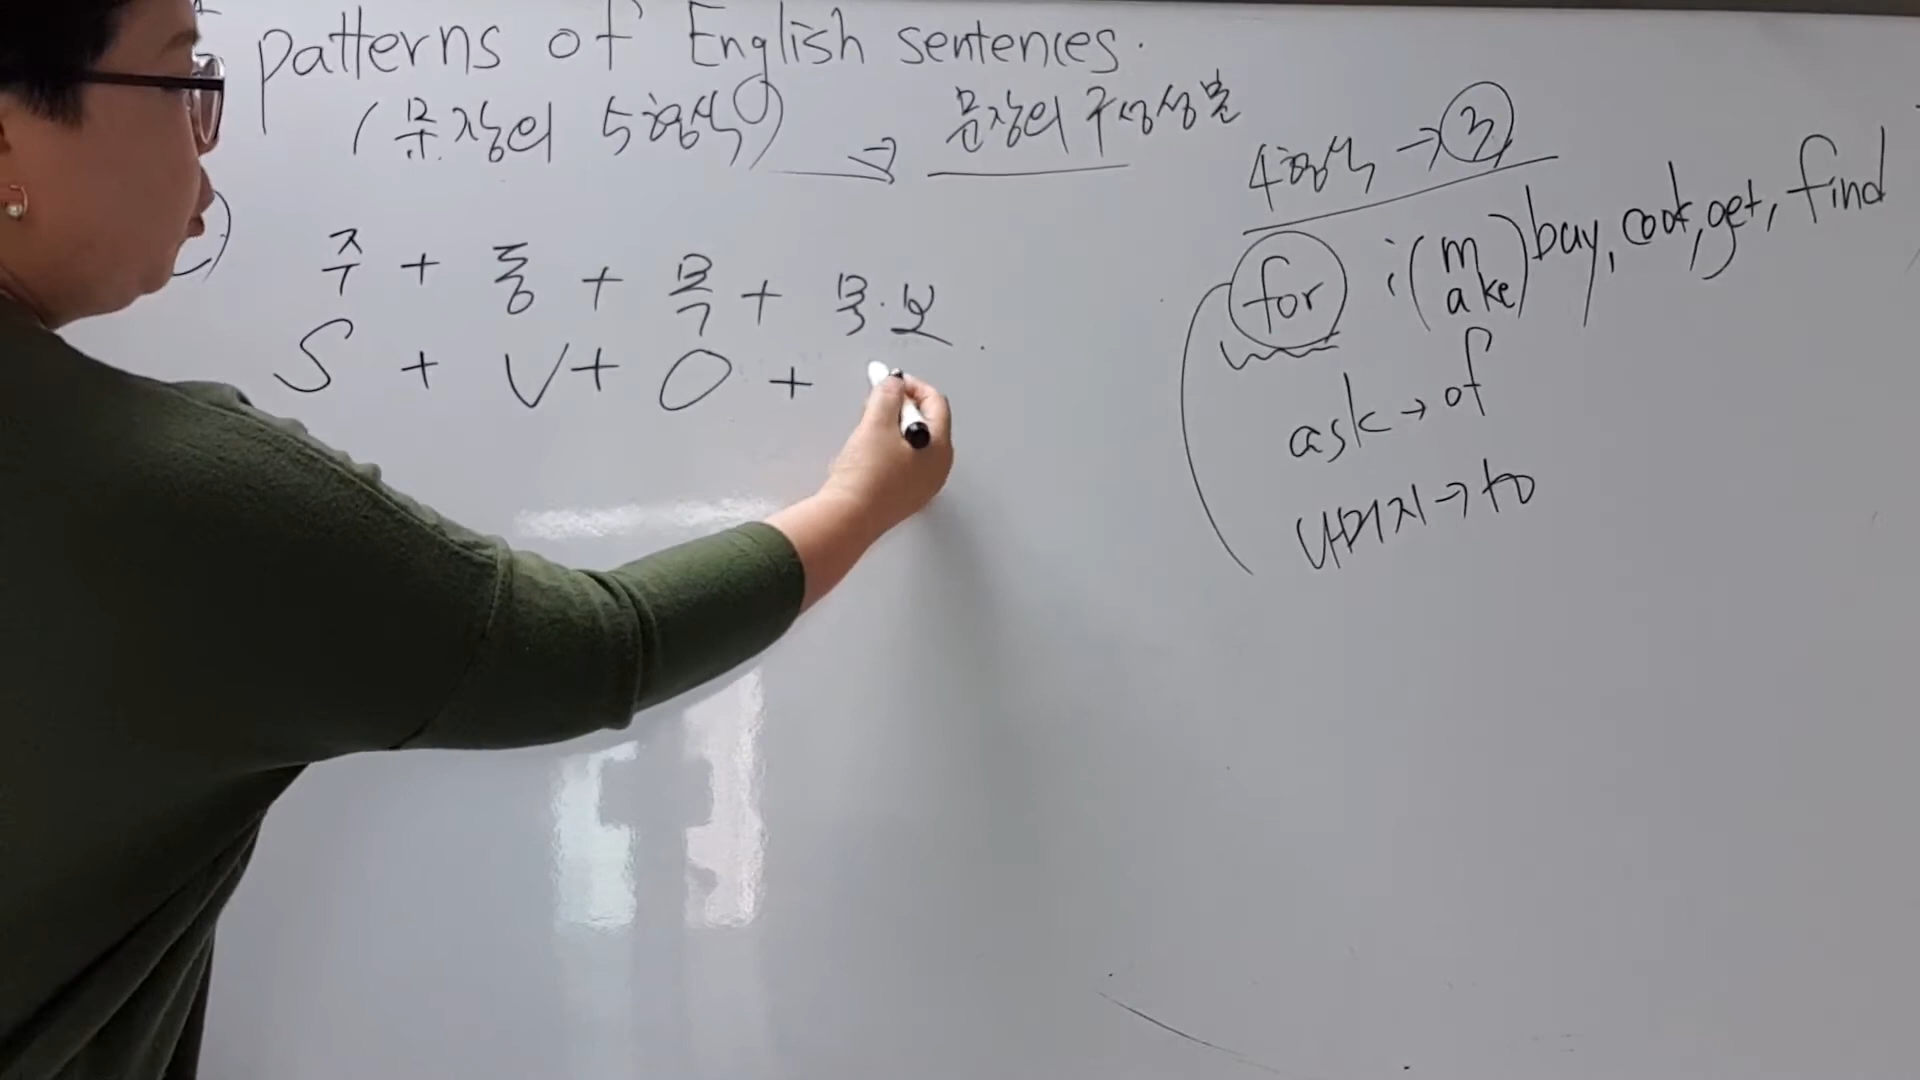 patterns of English sentences.
(문장의 5형식) → 문장의 구성성분
주 + 동 + 목 + 목.보
S + V + O +
4형식 → 3
for ; (make) buy, cook, get, find
ask → of
나머지 → to